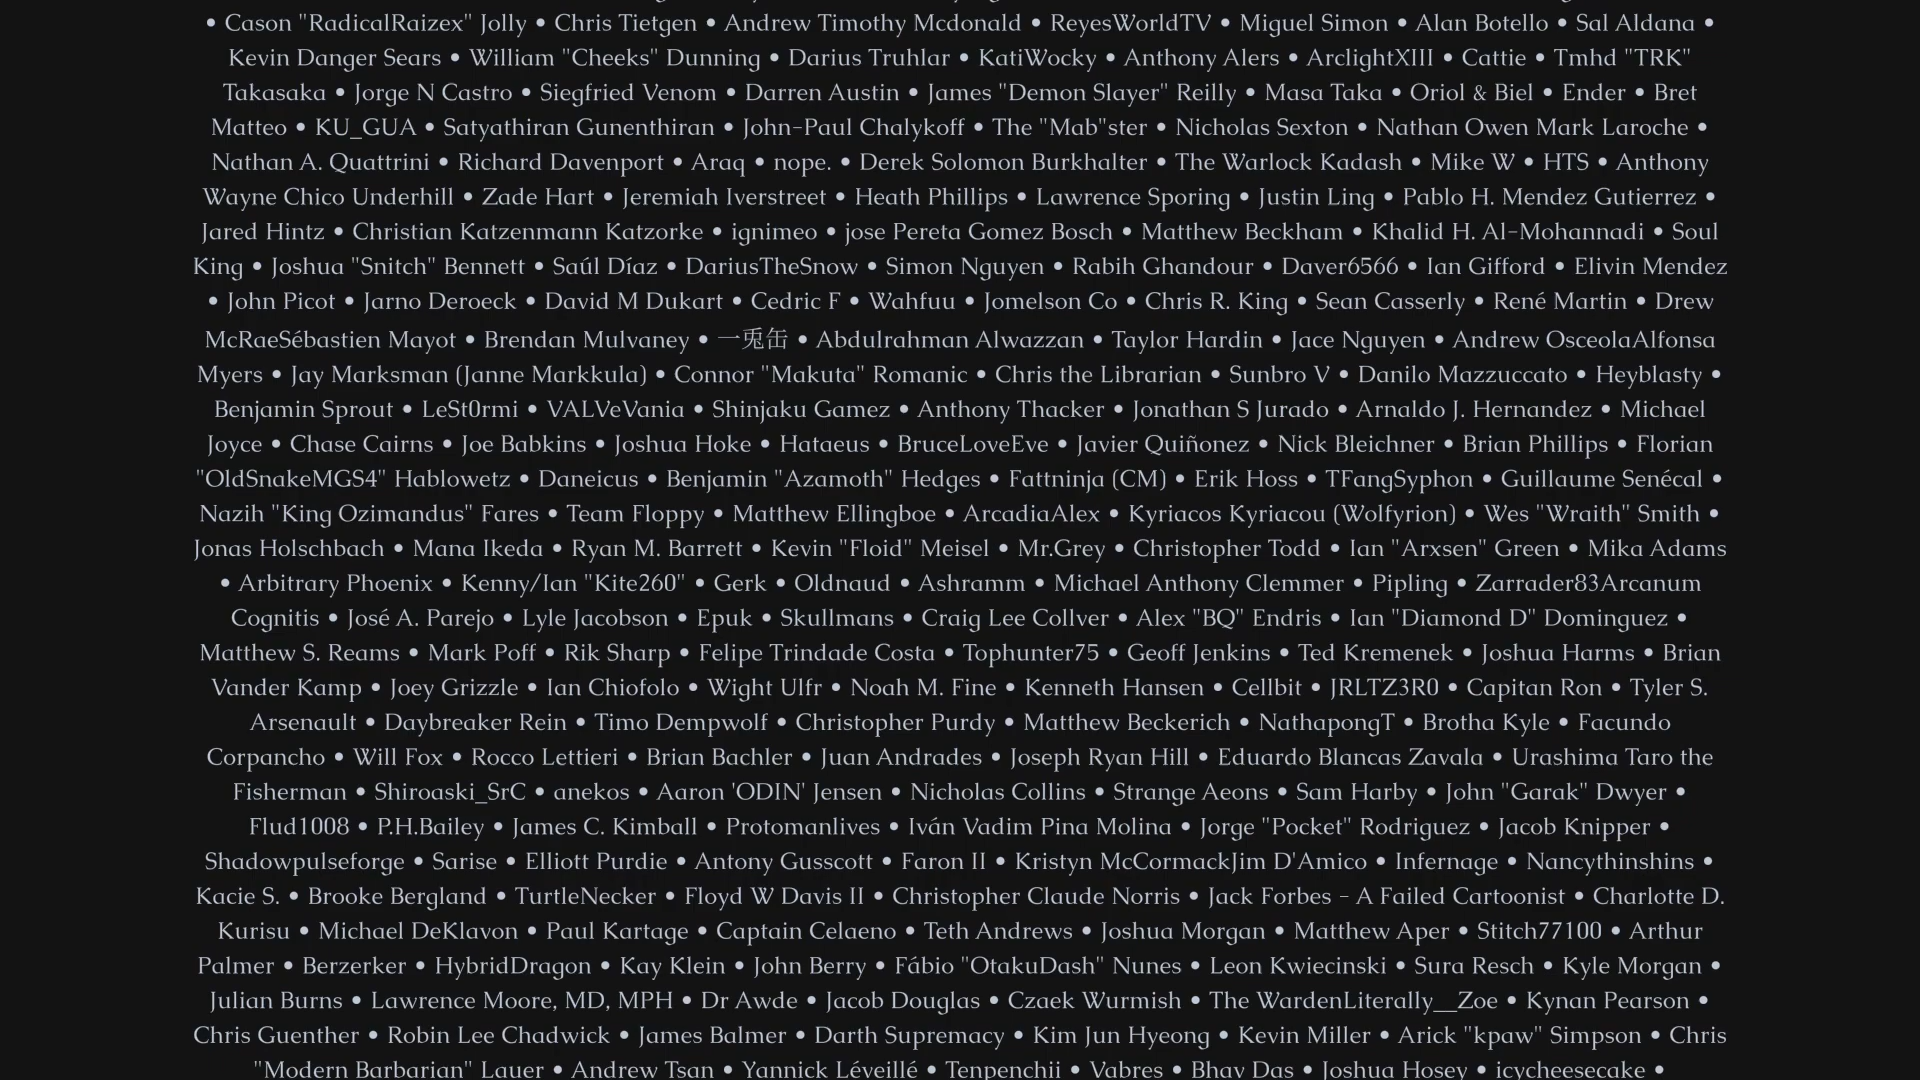 • Cason "RadicalRaizex" Jolly • Chris Tietgen • Andrew Timothy Mcdonald • ReyesWorldTV • Miguel Simon • Alan Botello • Sal Aldana •
Kevin Danger Sears • William "Cheeks" Dunning • Darius Truhlar • KatiWocky • Anthony Alers • ArclightXIII • Cattie • Tmhd "TRK"
Takasaka • Jorge N Castro • Siegfried Venom • Darren Austin • James "Demon Slayer" Reilly • Masa Taka • Oriol & Biel • Ender • Bret
Matteo • KU_GUA • Satyathiran Gunenthiran • John-Paul Chalykoff • The "Mab"ster • Nicholas Sexton • Nathan Owen Mark Laroche •
Nathan A. Quattrini • Richard Davenport • Araq • nope. • Derek Solomon Burkhalter • The Warlock Kadash • Mike W • HTS • Anthony
Wayne Chico Underhill • Zade Hart • Jeremiah Iverstreet • Heath Phillips • Lawrence Sporing • Justin Ling • Pablo H. Mendez Gutierrez •
Jared Hintz • Christian Katzenmann Katzorke • ignimeo • jose Pereta Gomez Bosch • Matthew Beckham • Khalid H. Al-Mohannadi • Soul
King • Joshua "Snitch" Bennett • Saúl Díaz • DariusTheSnow • Simon Nguyen • Rabih Ghandour • Daver6566 • Ian Gifford • Elivin Mendez
• John Picot • Jarno Deroeck • David M Dukart • Cedric F • Wahfuu • Jomelson Co • Chris R. King • Sean Casserly • René Martin • Drew
McRaeSébastien Mayot • Brendan Mulvaney • 一兎缶 • Abdulrahman Alwazzan • Taylor Hardin • Jace Nguyen • Andrew OsceolaAlfonsa
Myers • Jay Marksman (Janne Markkula) • Connor "Makuta" Romanic • Chris the Librarian • Sunbro V • Danilo Mazzuccato • Heyblasty •
Benjamin Sprout • LeSt0rmi • VALVeVania • Shinjaku Gamez • Anthony Thacker • Jonathan S Jurado • Arnaldo J. Hernandez • Michael
Joyce • Chase Cairns • Joe Babkins • Joshua Hoke • Hataeus • BruceLoveEve • Javier Quiñonez • Nick Bleichner • Brian Phillips • Florian
"OldSnakeMGS4" Hablowetz • Daneicus • Benjamin "Azamoth" Hedges • Fattninja (CM) • Erik Hoss • TFangSyphon • Guillaume Senécal •
Nazih "King Ozimandus" Fares • Team Floppy • Matthew Ellingboe • ArcadiaAlex • Kyriacos Kyriacou (Wolfyrion) • Wes "Wraith" Smith •
Jonas Holschbach • Mana Ikeda • Ryan M. Barrett • Kevin "Floid" Meisel • Mr.Grey • Christopher Todd • Ian "Arxsen" Green • Mika Adams
• Arbitrary Phoenix • Kenny/Ian "Kite260" • Gerk • Oldnaud • Ashramm • Michael Anthony Clemmer • Pipling • Zarrader83Arcanum
Cognitis • José A. Parejo • Lyle Jacobson • Epuk • Skullmans • Craig Lee Collver • Alex "BQ" Endris • Ian "Diamond D" Dominguez •
Matthew S. Reams • Mark Poff • Rik Sharp • Felipe Trindade Costa • Tophunter75 • Geoff Jenkins • Ted Kremenek • Joshua Harms • Brian
Vander Kamp • Joey Grizzle • Ian Chiofolo • Wight Ulfr • Noah M. Fine • Kenneth Hansen • Cellbit • JRLTZ3R0 • Capitan Ron • Tyler S.
Arsenault • Daybreaker Rein • Timo Dempwolf • Christopher Purdy • Matthew Beckerich • NathapongT • Brotha Kyle • Facundo
Corpancho • Will Fox • Rocco Lettieri • Brian Bachler • Juan Andrades • Joseph Ryan Hill • Eduardo Blancas Zavala • Urashima Taro the
Fisherman • Shiroaski_SrC • anekos • Aaron 'ODIN' Jensen • Nicholas Collins • Strange Aeons • Sam Harby • John "Garak" Dwyer •
Flud1008 • P.H.Bailey • James C. Kimball • Protomanlives • Iván Vadim Pina Molina • Jorge "Pocket" Rodriguez • Jacob Knipper •
Shadowpulseforge • Sarise • Elliott Purdie • Antony Gusscott • Faron II • Kristyn McCormackJim D'Amico • Infernage • Nancythinshins •
Kacie S. • Brooke Bergland • TurtleNecker • Floyd W Davis II • Christopher Claude Norris • Jack Forbes - A Failed Cartoonist • Charlotte D.
Kurisu • Michael DeKlavon • Paul Kartage • Captain Celaeno • Teth Andrews • Joshua Morgan • Matthew Aper • Stitch77100 • Arthur
Palmer • Berzerker • HybridDragon • Kay Klein • John Berry • Fábio "OtakuDash" Nunes • Leon Kwiecinski • Sura Resch • Kyle Morgan •
Julian Burns • Lawrence Moore, MD, MPH • Dr Awde • Jacob Douglas • Czaek Wurmish • The WardenLiterally__Zoe • Kynan Pearson •
Chris Guenther • Robin Lee Chadwick • James Balmer • Darth Supremacy • Kim Jun Hyeong • Kevin Miller • Arick "kpaw" Simpson • Chris
"Modern Barbarian" Lauer • Andrew Tsan • Yannick Léveillé • Tenpenchii • Vabres • Bhav Das • Joshua Hosey • icycheesecake •